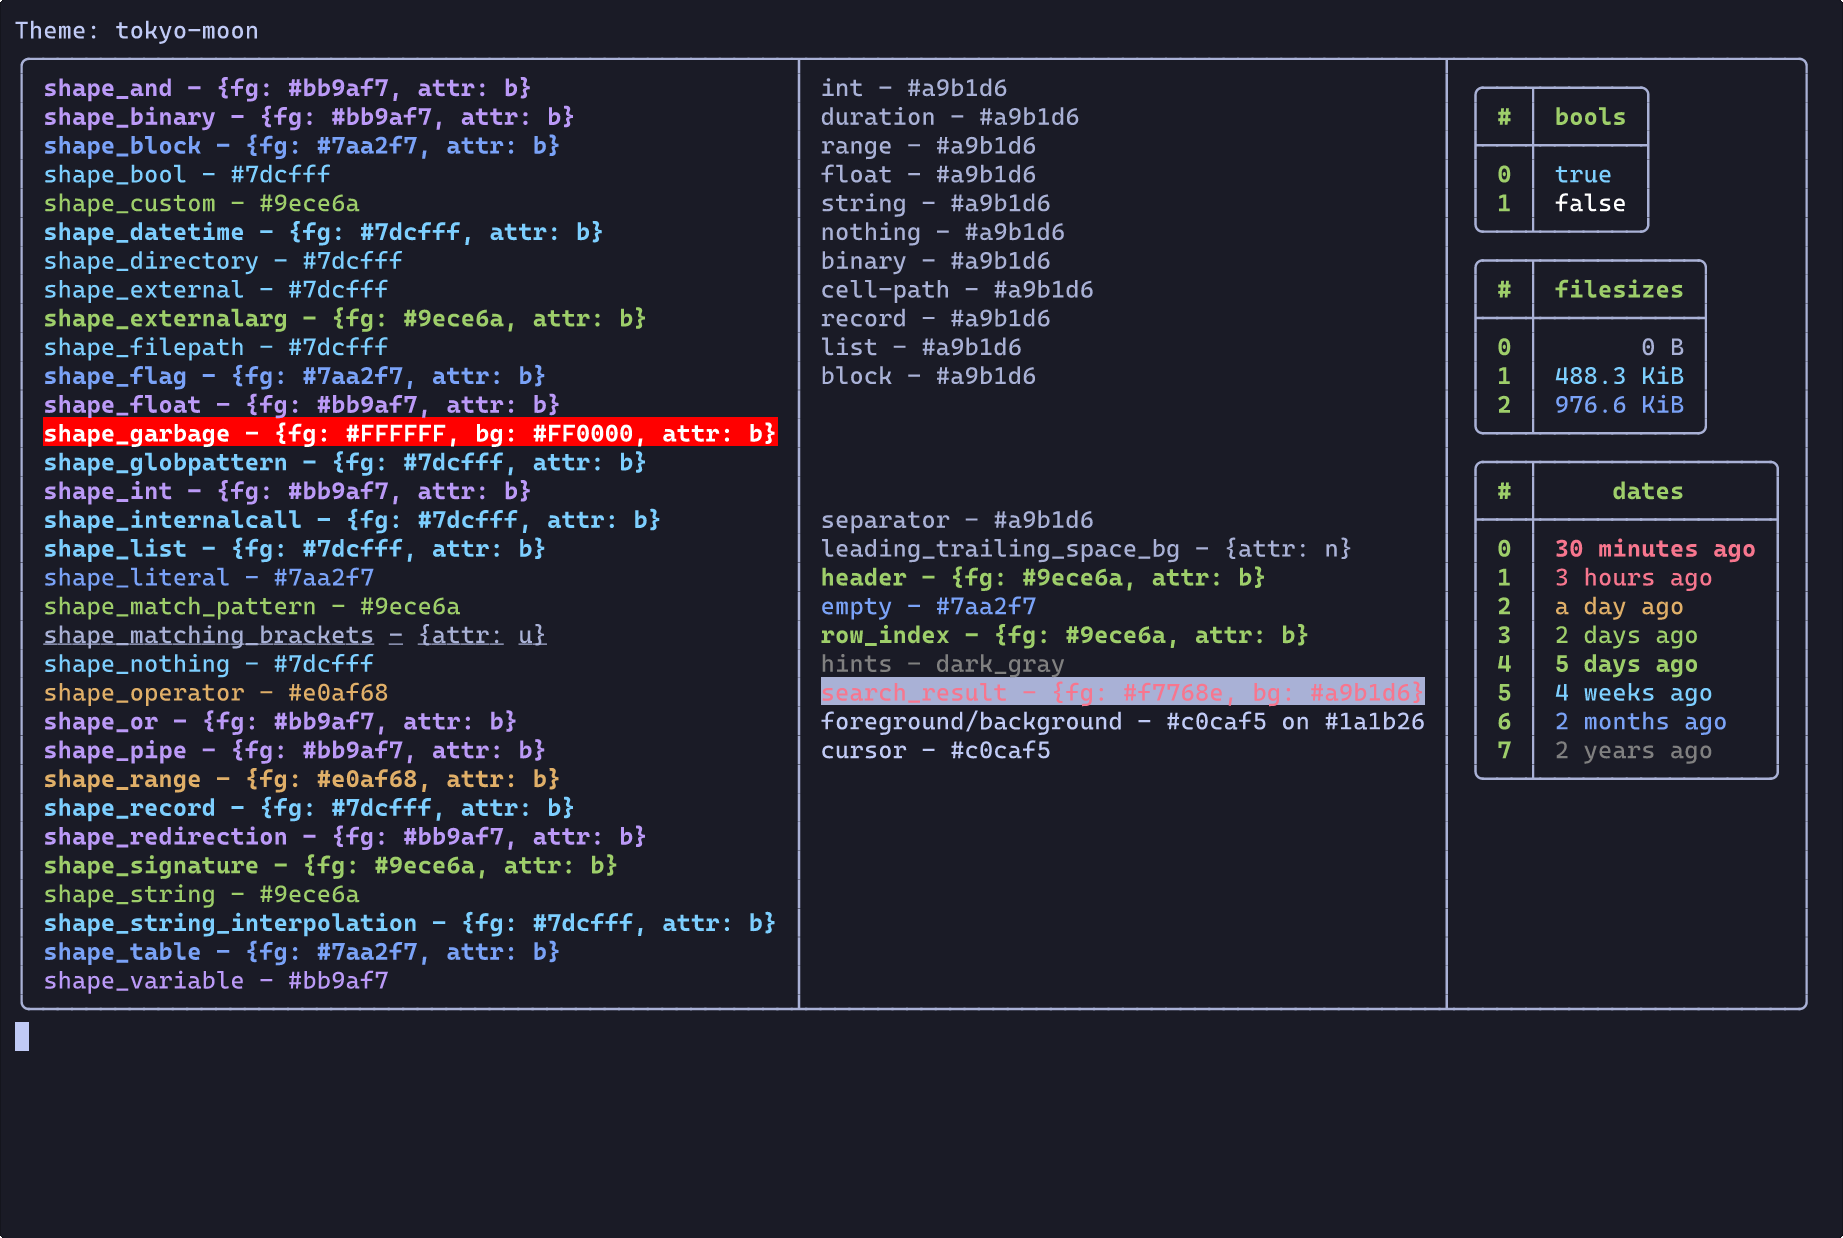 Theme: tokyo-moon
shape_and - {fg: #bb9af7, attr: b}
shape_binary - {fg: #bb9af7, attr: b}
shape_block - {fg: #7aa2f7, attr: b}
shape_bool - #7dcfff
shape_custom - #9ece6a
shape_datetime - {fg: #7dcfff, attr: b}
shape_directory - #7dcfff
shape_external - #7dcfff
shape_externalarg - {fg: #9ece6a, attr: b}
shape_filepath - #7dcfff
shape_flag - {fg: #7aa2f7, attr: b}
shape_float - {fg: #bb9af7, attr: b}
shape_garbage - {fg: #FFFFFF, bg: #FF0000, attr: b}
shape_globpattern - {fg: #7dcfff, attr: b}
shape_int - {fg: #bb9af7, attr: b}
shape_internalcall - {fg: #7dcfff, attr: b}
shape_list - {fg: #7dcfff, attr: b}
shape_literal - #7aa2f7
shape_match_pattern - #9ece6a
shape_matching_brackets - {attr: u}
shape_nothing - #7dcfff
shape_operator - #e0af68
shape_or - {fg: #bb9af7, attr: b}
shape_pipe - {fg: #bb9af7, attr: b}
shape_range - {fg: #e0af68, attr: b}
shape_record - {fg: #7dcfff, attr: b}
shape_redirection - {fg: #bb9af7, attr: b}
shape_signature - {fg: #9ece6a, attr: b}
shape_string - #9ece6a
shape_string_interpolation - {fg: #7dcfff, attr: b}
shape_table - {fg: #7aa2f7, attr: b}
shape_variable - #bb9af7
int - #a9b1d6
duration - #a9b1d6
range - #a9b1d6
float - #a9b1d6
string - #a9b1d6
nothing - #a9b1d6
binary - #a9b1d6
cell-path - #a9b1d6
record - #a9b1d6
list - #a9b1d6
block - #a9b1d6
separator - #a9b1d6
leading_trailing_space_bg - {attr: n}
header - {fg: #9ece6a, attr: b}
empty - #7aa2f7
row_index - {fg: #9ece6a, attr: b}
hints - dark_gray
search_result - {fg: #f7768e, bg: #a9b1d6}
foreground/background - #c0caf5 on #1a1b26
cursor - #c0caf5
# bools
0 true
1 false
# filesizes
0 0 B
1 488.3 KiB
2 976.6 KiB
# dates
0 30 minutes ago
1 3 hours ago
2 a day ago
3 2 days ago
4 5 days ago
5 4 weeks ago
6 2 months ago
7 2 years ago